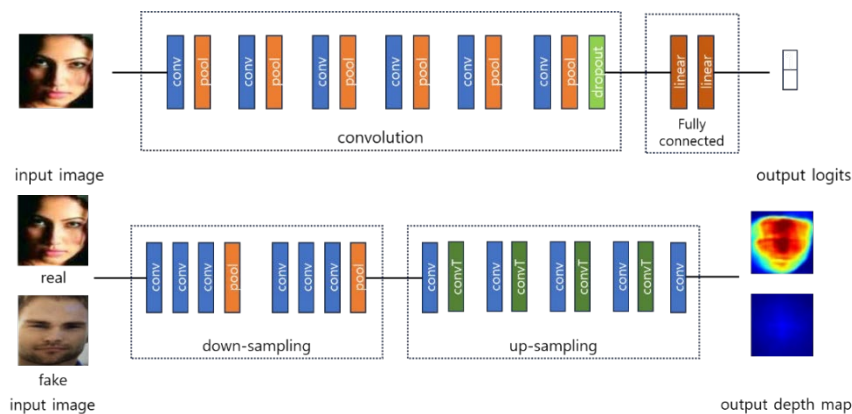 conv
pool
conv
pool
conv
pool
conv
pool
conv
pool
conv
pool
dropout
linear
linear
convolution
Fully
connected
input image
output logits
real
conv
conv
conv
pool
conv
conv
conv
pool
conv
convT
conv
convT
conv
convT
conv
convT
conv
down-sampling
up-sampling
fake
input image
output depth map